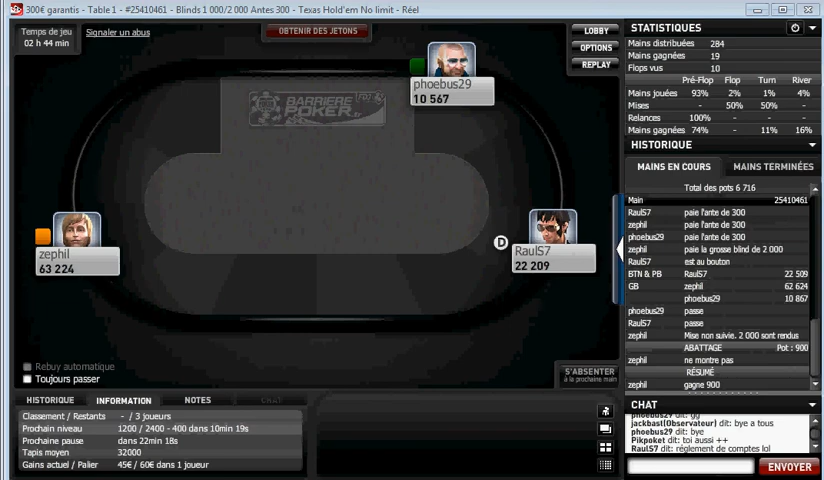 300€ garantis - Table 1 - #25410461 - Blinds 1 000/2 000 Antes 300 - Texas Hold'em No limit - Réel
Temps de jeu
02 h 44 min
Signaler un abus
OBTENIR DES JETONS
LOBBY
OPTIONS
REPLAY
phoebus29
10 567
BARRIERE
POKER.fr
FDJ
zephil
63 224
D
RaulS7
22 209
Rebuy automatique
Toujours passer
S'ABSENTER
à la prochaine main
HISTORIQUE
INFORMATION
NOTES
CHAT
Classement / Restants - / 3 joueurs
Prochain niveau 1200 / 2400 - 400 dans 10min 19s
Prochaine pause dans 22min 18s
Tapis moyen 32000
Gains actuel / Palier 45€ / 60€ dans 1 joueur
STATISTIQUES
Mains distribuées 284
Mains gagnées 19
Flops vus 10
Pré-Flop Flop Turn River
Mains jouées 93% 2% 1% 4%
Mises - 50% 50% -
Relances 100% - - -
Mains gagnées 74% - 11% 16%
HISTORIQUE
MAINS EN COURS
MAINS TERMINÉES
Total des pots 6 716
Main 25410461
RaulS7 paie l'ante de 300
zephil paie l'ante de 300
phoebus29 paie l'ante de 300
zephil paie la grosse blind de 2 000
RaulS7 est au bouton
BTN & PB RaulS7 22 509
GB zephil 62 624
phoebus29 10 867
phoebus29 passe
RaulS7 passe
zephil Mise non suivie. 2 000 sont rendus
ABATTAGE Pot : 900
zephil ne montre pas
RÉSUMÉ
zephil gagne 900
CHAT
phoebus29 dit: gg
jackbast(Observateur) dit: bye a tous
phoebus29 dit: bye
Pikpoket dit: toi aussi ++
RaulS7 dit: réglement de comptes lol
ENVOYER